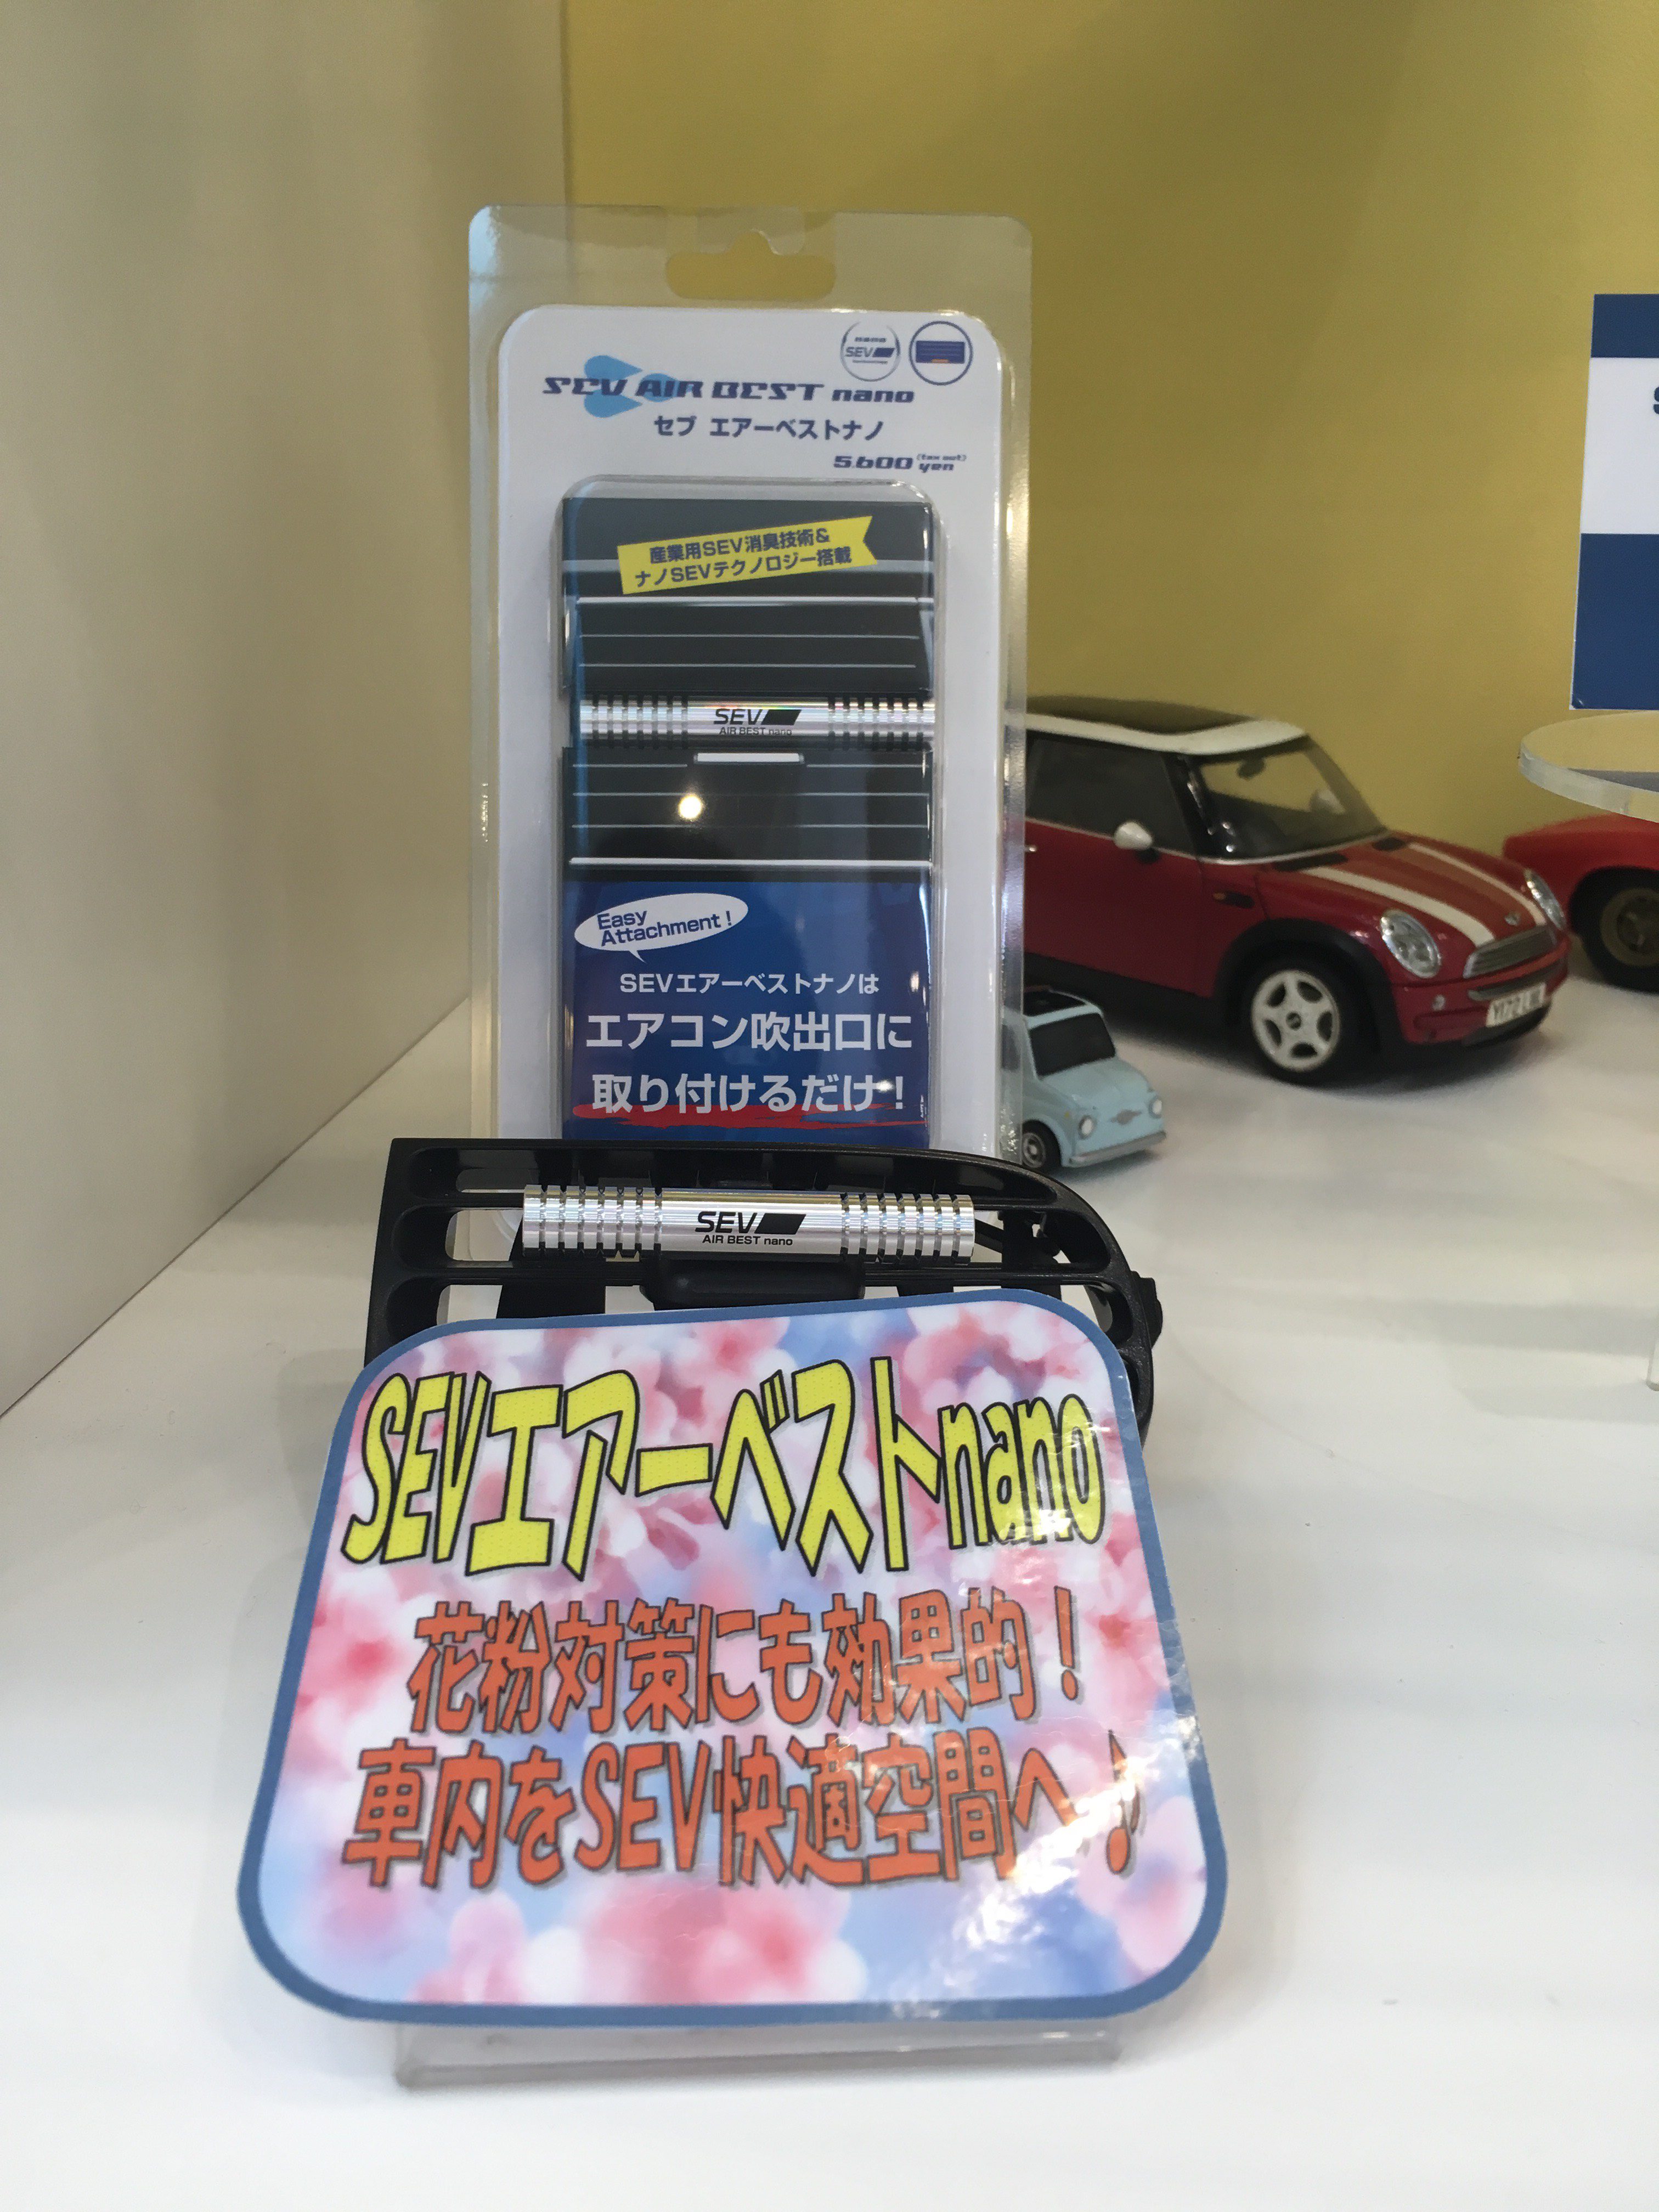 nano
SEV
SEV AIR BEST nano
セブ エアーベストナノ
5,600 yen (tax out)
産業用SEV消臭技術&
ナノSEVテクノロジー搭載
SEV
AIR BEST nano
Easy
Attachment!
SEVエアーベストナノは
エアコン吹出口に
取り付けるだけ!
SEV
AIR BEST nano
SEVエアーベストnano
花粉対策にも効果的!
車内をSEV快適空間へ♪